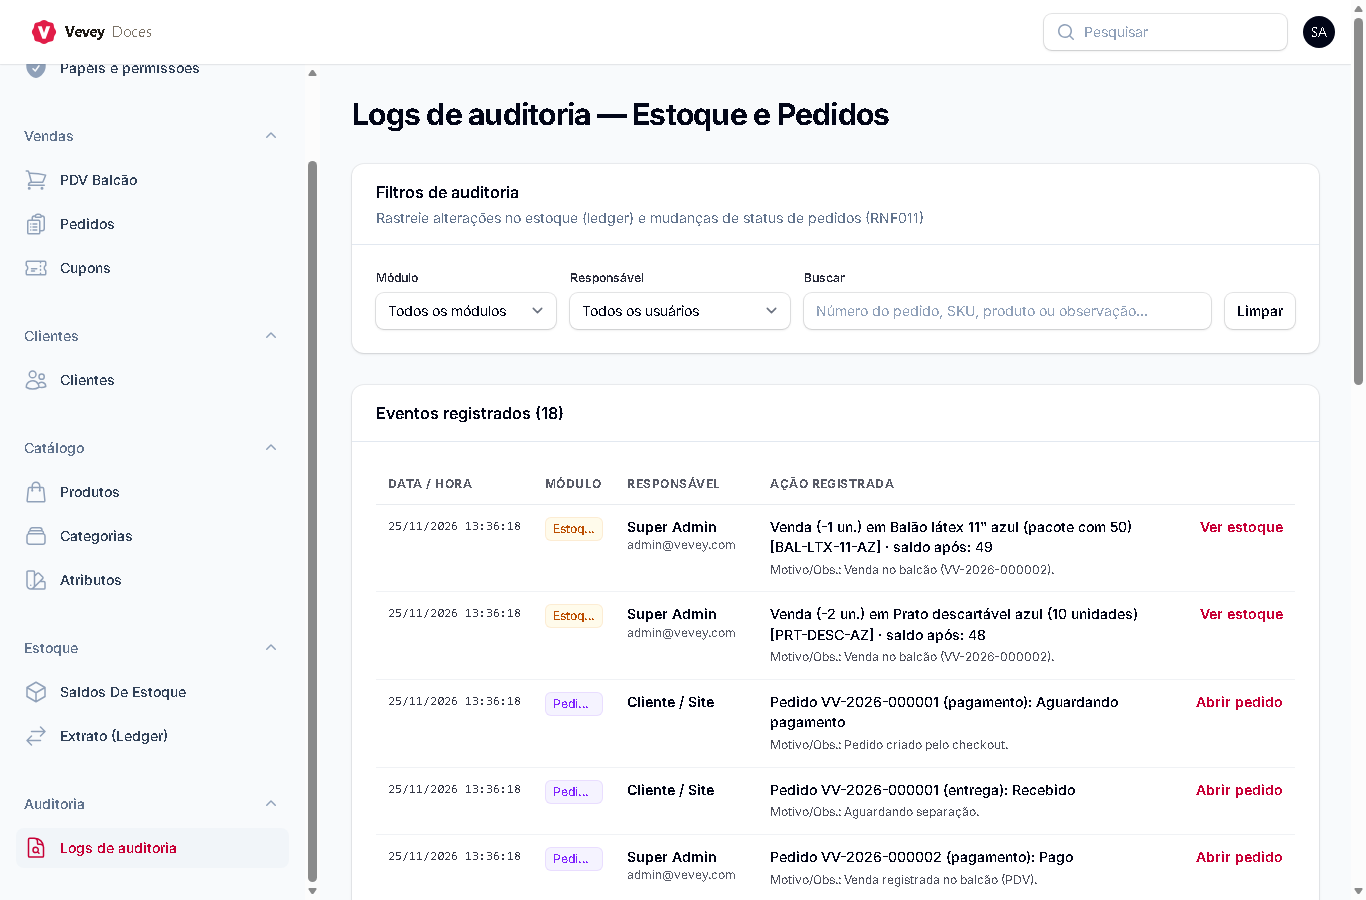 Vevey Doces
Pesquisar
SA
Papéis e permissões
Vendas
PDV Balcão
Pedidos
Cupons
Clientes
Clientes
Catálogo
Produtos
Categorias
Atributos
Estoque
Saldos De Estoque
Extrato (Ledger)
Auditoria
Logs de auditoria
Logs de auditoria — Estoque e Pedidos
Filtros de auditoria
Rastreie alterações no estoque (ledger) e mudanças de status de pedidos (RNF011)
Módulo Responsável Buscar
Todos os módulos Todos os usuários Número do pedido, SKU, produto ou observação... Limpar
Eventos registrados (18)
DATA / HORA MÓDULO RESPONSÁVEL AÇÃO REGISTRADA
25/11/2026 13:36:18 Estoq... Super Admin Venda (-1 un.) em Balão látex 11" azul (pacote com 50) Ver estoque
admin@vevey.com [BAL-LTX-11-AZ] · saldo após: 49
Motivo/Obs.: Venda no balcão (VV-2026-000002).
25/11/2026 13:36:18 Estoq... Super Admin Venda (-2 un.) em Prato descartável azul (10 unidades) Ver estoque
admin@vevey.com [PRT-DESC-AZ] · saldo após: 48
Motivo/Obs.: Venda no balcão (VV-2026-000002).
25/11/2026 13:36:18 Pedi... Cliente / Site Pedido VV-2026-000001 (pagamento): Aguardando Abrir pedido
pagamento
Motivo/Obs.: Pedido criado pelo checkout.
25/11/2026 13:36:18 Pedi... Cliente / Site Pedido VV-2026-000001 (entrega): Recebido Abrir pedido
Motivo/Obs.: Aguardando separação.
25/11/2026 13:36:18 Pedi... Super Admin Pedido VV-2026-000002 (pagamento): Pago Abrir pedido
admin@vevey.com Motivo/Obs.: Venda registrada no balcão (PDV).